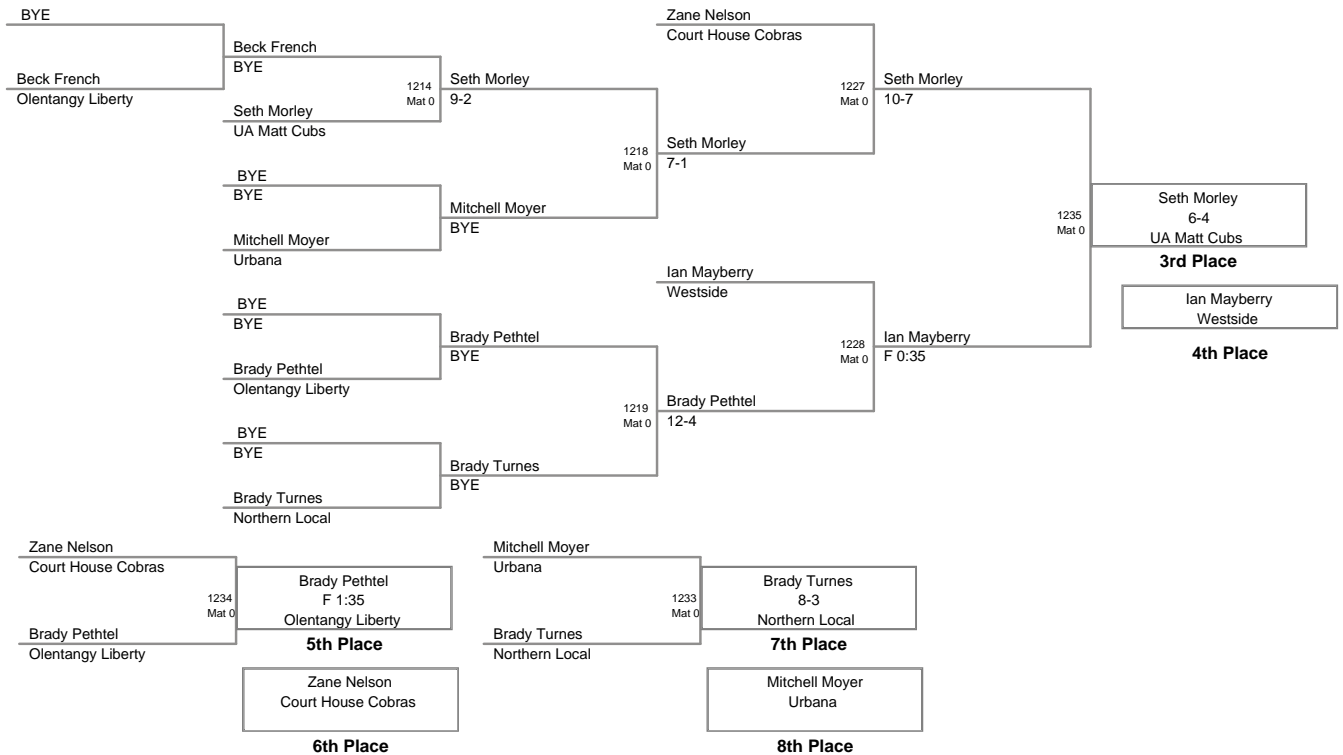 BYE
Beck French
Olentangy Liberty
Beck French
BYE
Seth Morley
UA Matt Cubs
1214
Mat 0
Seth Morley
9-2
BYE
BYE
Mitchell Moyer
Urbana
Mitchell Moyer
BYE
1218
Mat 0
Seth Morley
7-1
Zane Nelson
Court House Cobras
1227
Mat 0
Seth Morley
10-7
BYE
BYE
Brady Pethtel
Olentangy Liberty
Brady Pethtel
BYE
BYE
BYE
Brady Turnes
Northern Local
Brady Turnes
BYE
1219
Mat 0
Brady Pethtel
12-4
Ian Mayberry
Westside
1228
Mat 0
Ian Mayberry
F 0:35
1235
Mat 0
Seth Morley
6-4
UA Matt Cubs
3rd Place
Ian Mayberry
Westside
4th Place
Zane Nelson
Court House Cobras
1234
Mat 0
Brady Pethtel
Olentangy Liberty
Brady Pethtel
F 1:35
Olentangy Liberty
5th Place
Zane Nelson
Court House Cobras
6th Place
Mitchell Moyer
Urbana
1233
Mat 0
Brady Turnes
Northern Local
Brady Turnes
8-3
Northern Local
7th Place
Mitchell Moyer
Urbana
8th Place